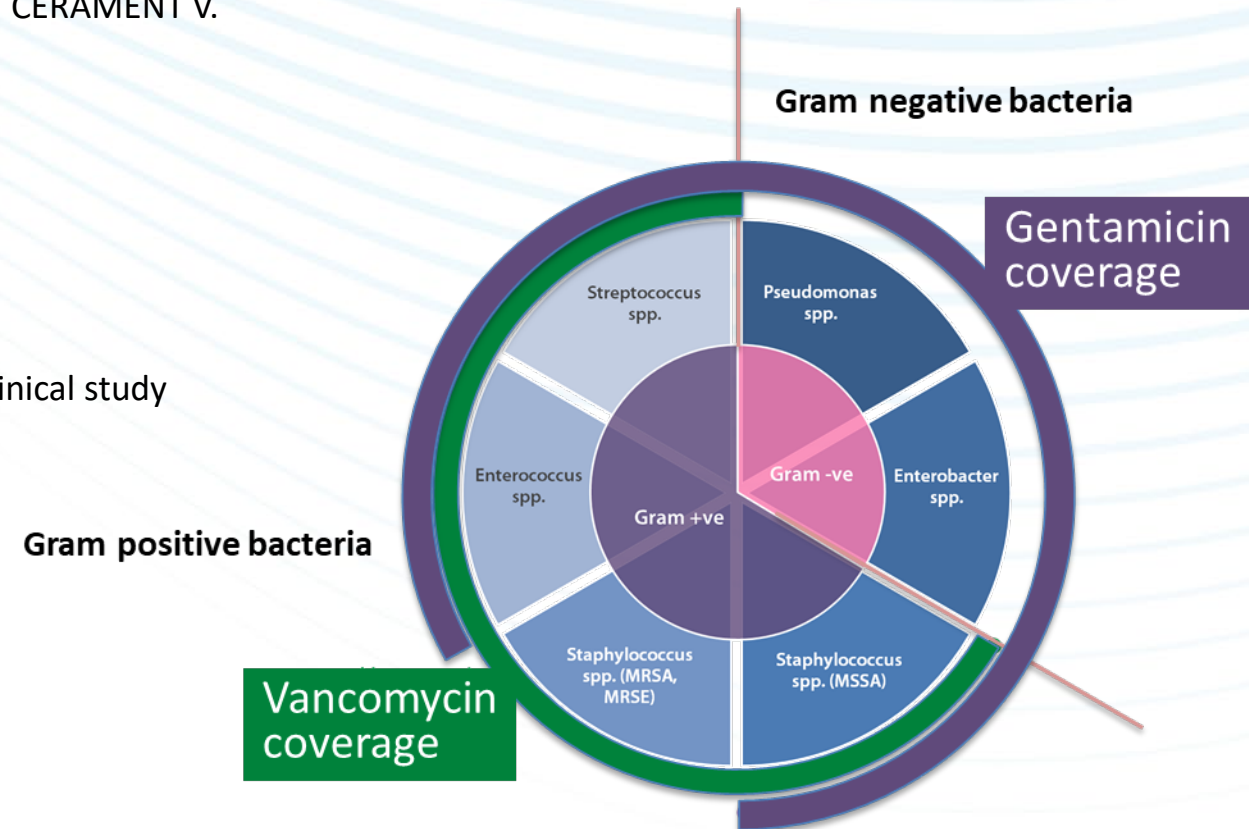 CERAMENT V.
Gram negative bacteria
Gentamicin
coverage
Streptococcus
spp.
Pseudomonas
spp.
inical study
Enterococcus
spp.
Gram -ve
Enterobacter
spp.
Gram +ve
Gram positive bacteria
Staphylococcus
spp. (MRSA,
MRSE)
Staphylococcus
spp. (MSSA)
Vancomycin
coverage